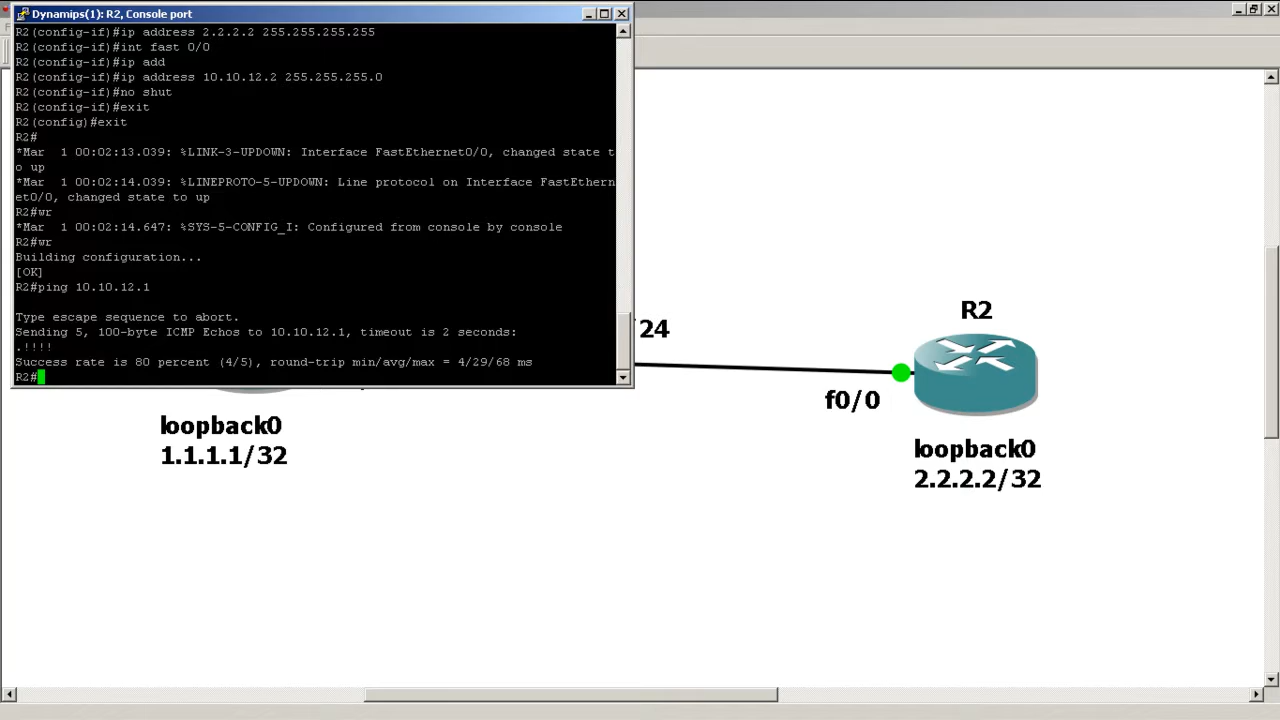 Dynamips(1): R2, Console port
R2(config-if)#ip address 2.2.2.2 255.255.255.255
R2(config-if)#int fast 0/0
R2(config-if)#ip add
R2(config-if)#ip address 10.10.12.2 255.255.255.0
R2(config-if)#no shut
R2(config-if)#exit
R2(config)#exit
R2#
*Mar  1 00:02:13.039: %LINK-3-UPDOWN: Interface FastEthernet0/0, changed state t
o up
*Mar  1 00:02:14.039: %LINEPROTO-5-UPDOWN: Line protocol on Interface FastEthern
et0/0, changed state to up
R2#wr
*Mar  1 00:02:14.647: %SYS-5-CONFIG_I: Configured from console by console
R2#wr
Building configuration...
[OK]
R2#ping 10.10.12.1
Type escape sequence to abort.
Sending 5, 100-byte ICMP Echos to 10.10.12.1, timeout is 2 seconds:
.!!!!
Success rate is 80 percent (4/5), round-trip min/avg/max = 4/29/68 ms
R2#
/24
R2
f0/0
loopback0
1.1.1.1/32
loopback0
2.2.2.2/32